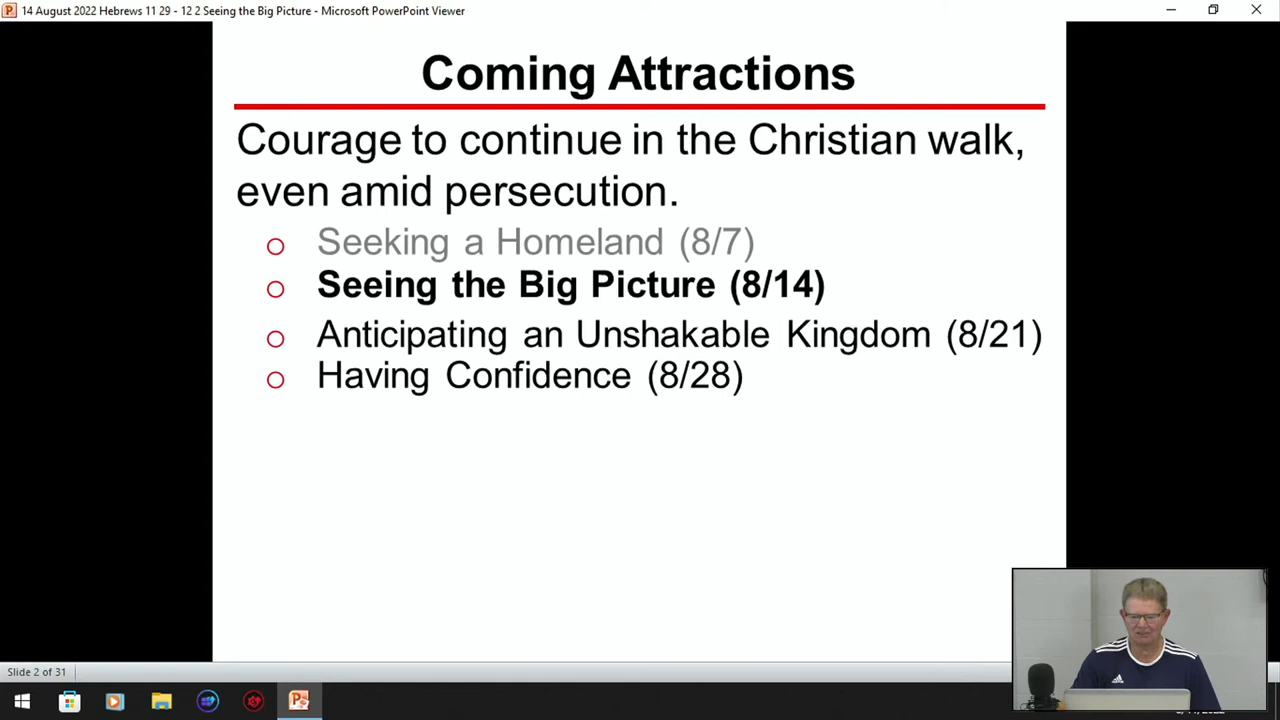 14 August 2022 Hebrews 11 29 - 12 2 Seeing the Big Picture - Microsoft PowerPoint Viewer
Coming Attractions
Courage to continue in the Christian walk,
even amid persecution.
Seeking a Homeland (8/7)
Seeing the Big Picture (8/14)
Anticipating an Unshakable Kingdom (8/21)
Having Confidence (8/28)
Slide 2 of 31